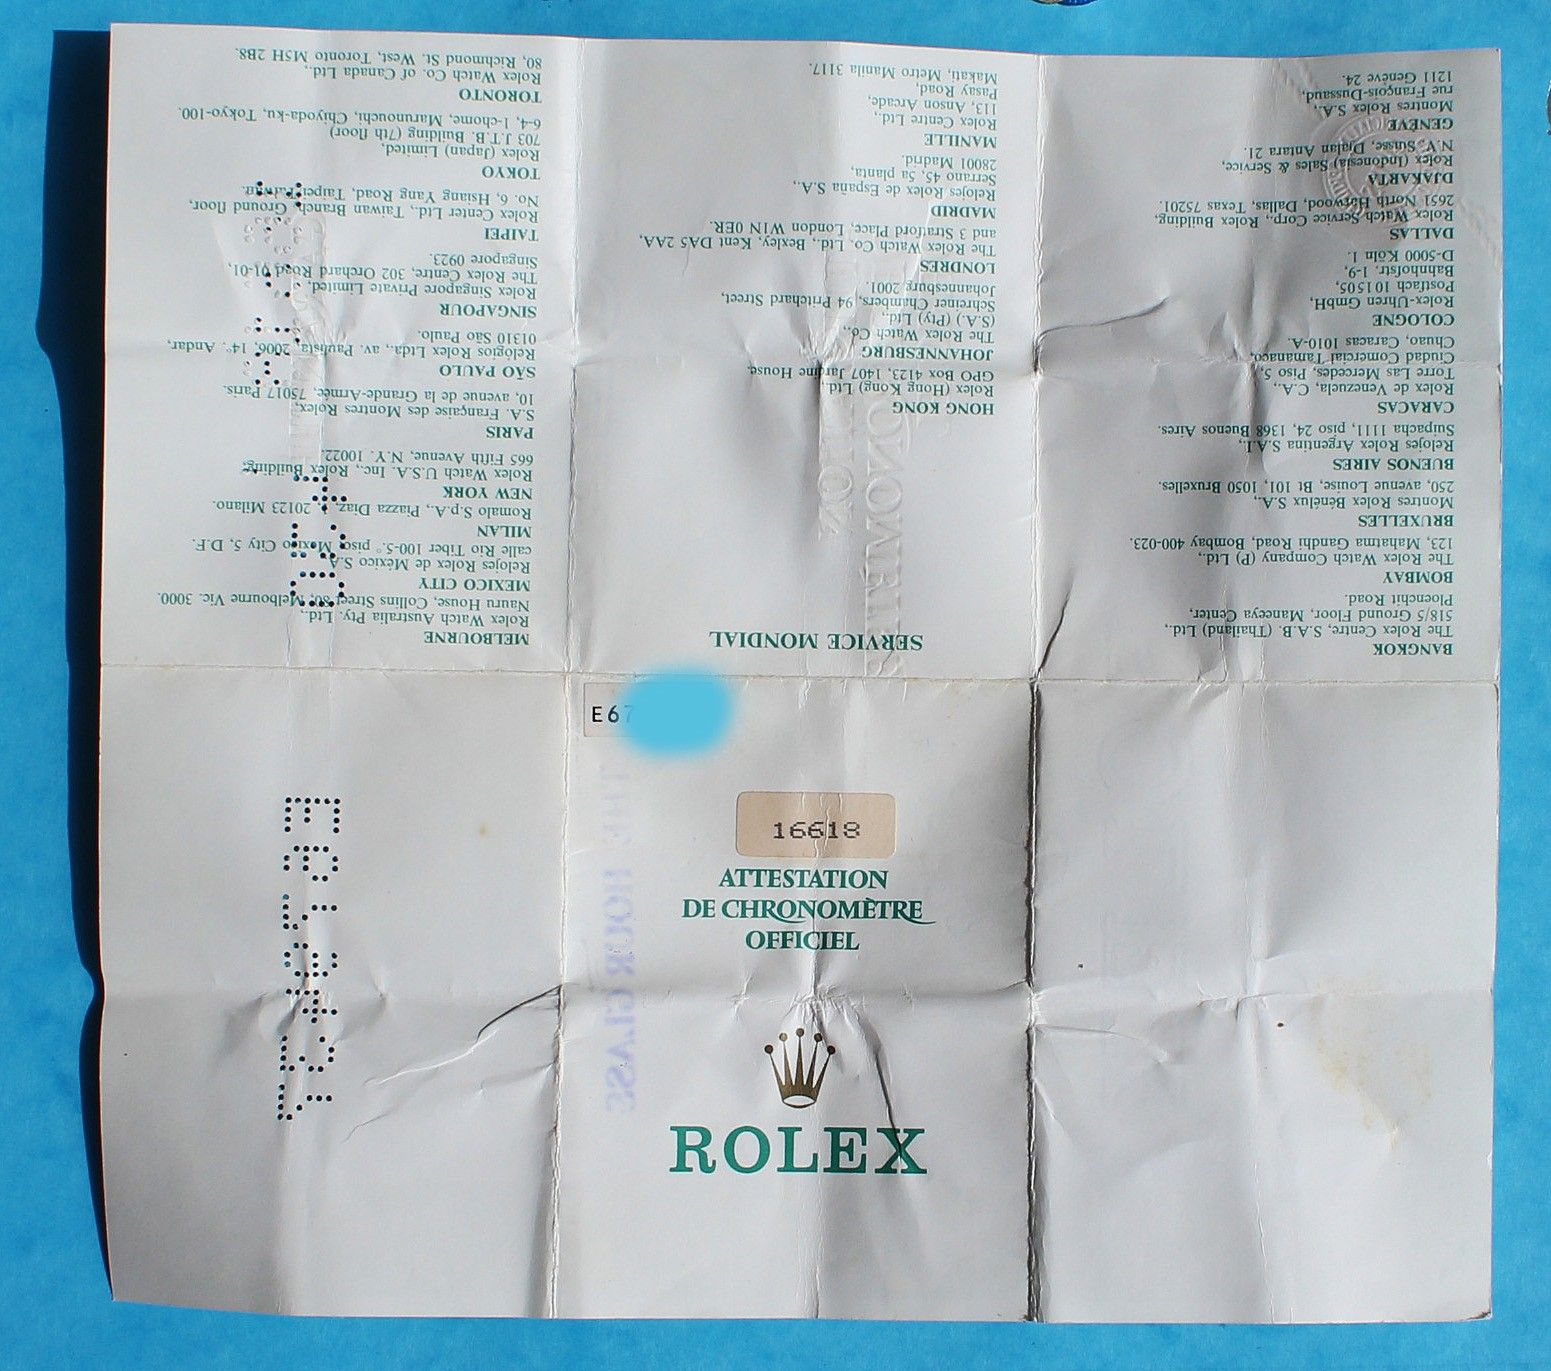 SERVICE MONDIAL
BANGKOK
The Rolex Centre, S.A.B. (Thailand) Ltd.,
518/5 Ground Floor, Maneeya Center,
Ploenchit Road.
BOMBAY
The Rolex Watch Company (P) Ltd.,
123, Mahatma Gandhi Road, Bombay 400-023.
BRUXELLES
Montres Rolex Bénélux S.A.,
250, avenue Louise, Bt 101, 1050 Bruxelles.
BUENOS AIRES
Relojes Rolex Argentina S.A.I.,
Suipacha 1111, piso 24, 1368 Buenos Aires.
CARACAS
Rolex de Venezuela, C.A.,
Torre Las Mercedes, Piso 5,
Ciudad Comercial Tamanaco,
Chuao, Caracas 1010-A.
COLOGNE
Rolex-Uhren GmbH,
Postfach 101505,
Bahnhofstr. 1-9,
D-5000 Köln 1.
DALLAS
Rolex Watch Service Corp., Rolex Building,
2651 North Harwood, Dallas, Texas 75201.
DJAKARTA
Rolex (Indonesia) Sales & Service,
N.V. Suisse, Djalan Antara 21.
GENÈVE
Montres Rolex S.A.,
rue François-Dussaud,
1211 Genève 24.
HONG KONG
Rolex (Hong Kong) Ltd.,
GPO Box 4123, 1407 Jardine House.
JOHANNESBURG
The Rolex Watch Co.,
(S.A.) (Pty) Ltd.,
Schreiner Chambers, 94 Pritchard Street,
Johannesburg 2001.
LONDRES
The Rolex Watch Co. Ltd., Bexley, Kent DA5 2AA,
and 3 Stratford Place, London W1N 0ER.
MADRID
Relojes Rolex de España S.A.,
Serrano 45, 5a planta,
28001 Madrid.
MANILLE
Rolex Centre Ltd.,
113, Anson Arcade,
Pasay Road,
Makati, Metro Manila 3117.
MELBOURNE
Rolex Watch Australia Pty. Ltd.,
Nauru House, Collins Street 80, Melbourne Vic. 3000.
MEXICO CITY
Relojes Rolex de México S.A.,
calle Rio Tiber 100-5.° piso, Mexico City 5, D.F.
MILAN
Romalo S.p.A., Piazza Diaz, 20123 Milano.
NEW YORK
Rolex Watch U.S.A. Inc., Rolex Building,
665 Fifth Avenue, N.Y. 10022.
PARIS
S.A. Française des Montres Rolex,
10, avenue de la Grande-Armée, 75017 Paris.
SÃO PAULO
Relógios Rolex Ltda., av. Paulista, 2006, 14°. Andar,
01310 São Paulo.
SINGAPOUR
Rolex Singapore Private Limited,
The Rolex Centre, 302 Orchard Road 01-01,
Singapore 0923.
TAIPEI
Rolex Center Ltd., Taiwan Branch, Ground floor,
No. 6, Hsiang Yang Road, Taipei, Taiwan.
TOKYO
Rolex (Japan) Limited,
703 J.T.B. Building (7th floor)
6-4, 1-chome, Marunouchi, Chiyoda-ku, Tokyo-100.
TORONTO
Rolex Watch Co. of Canada Ltd.,
80, Richmond St. West, Toronto M5H 2B8.
E67
16618
ATTESTATION
DE CHRONOMÈTRE
OFFICIEL
ROLEX
THE HOUR GLASS